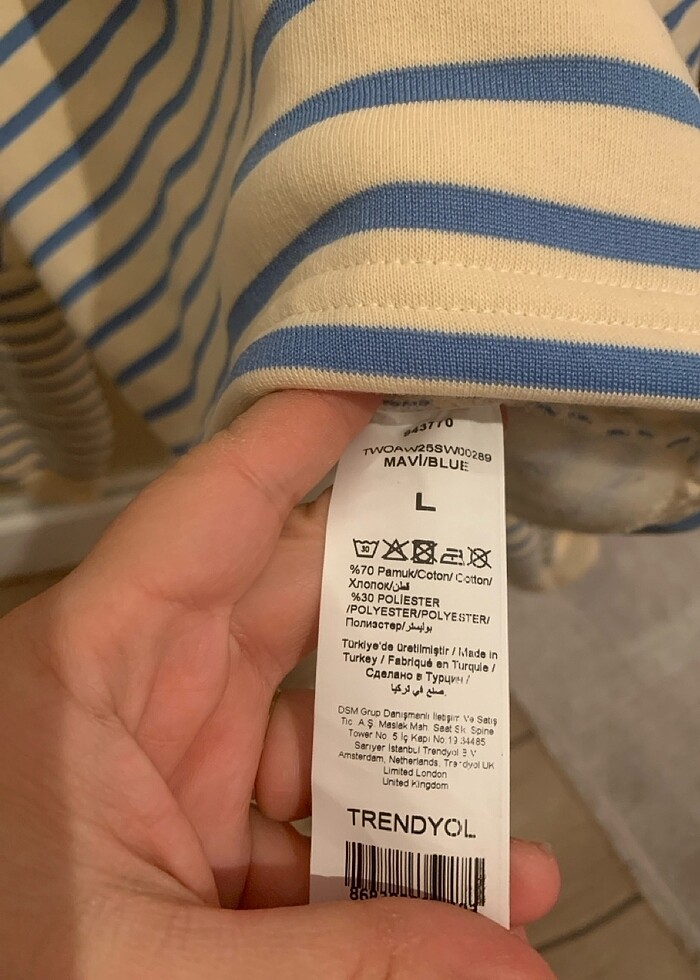 943770
TWOAW25SW00289
MAVİ/BLUE
L
30
%70 Pamuk/Coton/ Cotton/
Хлопок/قطن
%30 POLİESTER
/POLYESTER/POLYESTER/
Полиэстер/بوليستر
Türkiye'de üretilmiştir / Made in
Turkey / Fabriqué en Turquie /
Сделано в Турции /
صنع في تركيا.
DSM Grup Danışmanlı İletişim Ve Satış
Tic. A.Ş. Maslak Mah. Saat Sk. Spine
Tower No. 5 İç Kapı No:19 34485
Sarıyer İstanbul Trendyol B.V
Amsterdam, Netherlands, Trendyol UK
Limited London
United Kingdom
TRENDYOL